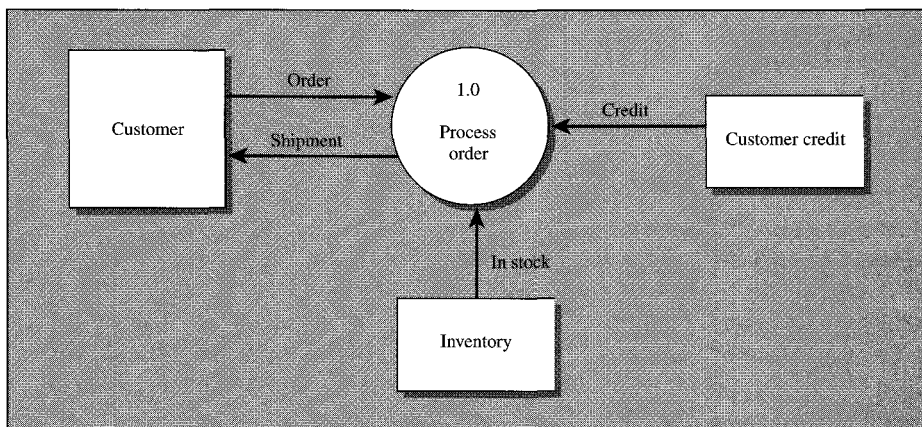 Customer
Order
Shipment
1.0
Process
order
Credit
Customer credit
In stock
Inventory